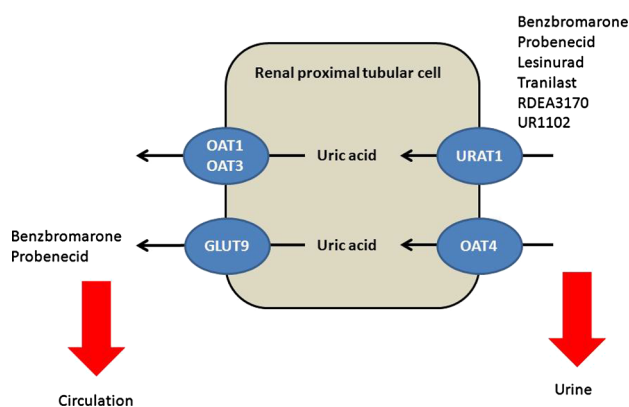 Benzbromarone
Probenecid
Lesinurad
Tranilast
RDEA3170
UR1102
Renal proximal tubular cell
OAT1
OAT3
Uric acid
URAT1
Benzbromarone
Probenecid
GLUT9
Uric acid
OAT4
Circulation
Urine